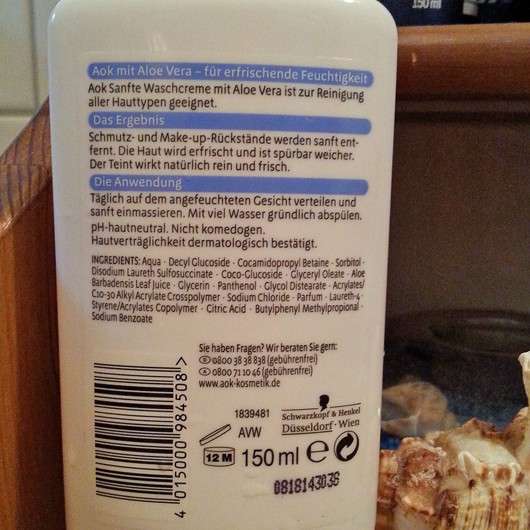 150 ml
Aok mit Aloe Vera – für erfrischende Feuchtigkeit
Aok Sanfte Waschcreme mit Aloe Vera ist zur Reinigung
aller Hauttypen geeignet.
Das Ergebnis
Schmutz- und Make-up-Rückstände werden sanft ent-
fernt. Die Haut wird erfrischt und ist spürbar weicher.
Der Teint wirkt natürlich rein und frisch.
Die Anwendung
Täglich auf dem angefeuchteten Gesicht verteilen und
sanft einmassieren. Mit viel Wasser gründlich abspülen.
pH-hautneutral. Nicht komedogen.
Hautverträglichkeit dermatologisch bestätigt.
INGREDIENTS: Aqua · Decyl Glucoside · Cocamidopropyl Betaine · Sorbitol ·
Disodium Laureth Sulfosuccinate · Coco-Glucoside · Glyceryl Oleate · Aloe
Barbadensis Leaf Juice · Glycerin · Panthenol · Glycol Distearate · Acrylates/
C10-30 Alkyl Acrylate Crosspolymer · Sodium Chloride · Parfum · Laureth-4 ·
Styrene/Acrylates Copolymer · Citric Acid · Butylphenyl Methylpropional ·
Sodium Benzoate
Sie haben Fragen? Wir beraten Sie gern:
0800 38 38 838 (gebührenfrei)
0800 71 10 46 (gebührenfrei)
www.aok-kosmetik.de
4 015000 984508 >
1839481
AVW
Schwarzkopf & Henkel
Düsseldorf · Wien
12 M
150 ml e
0818143036